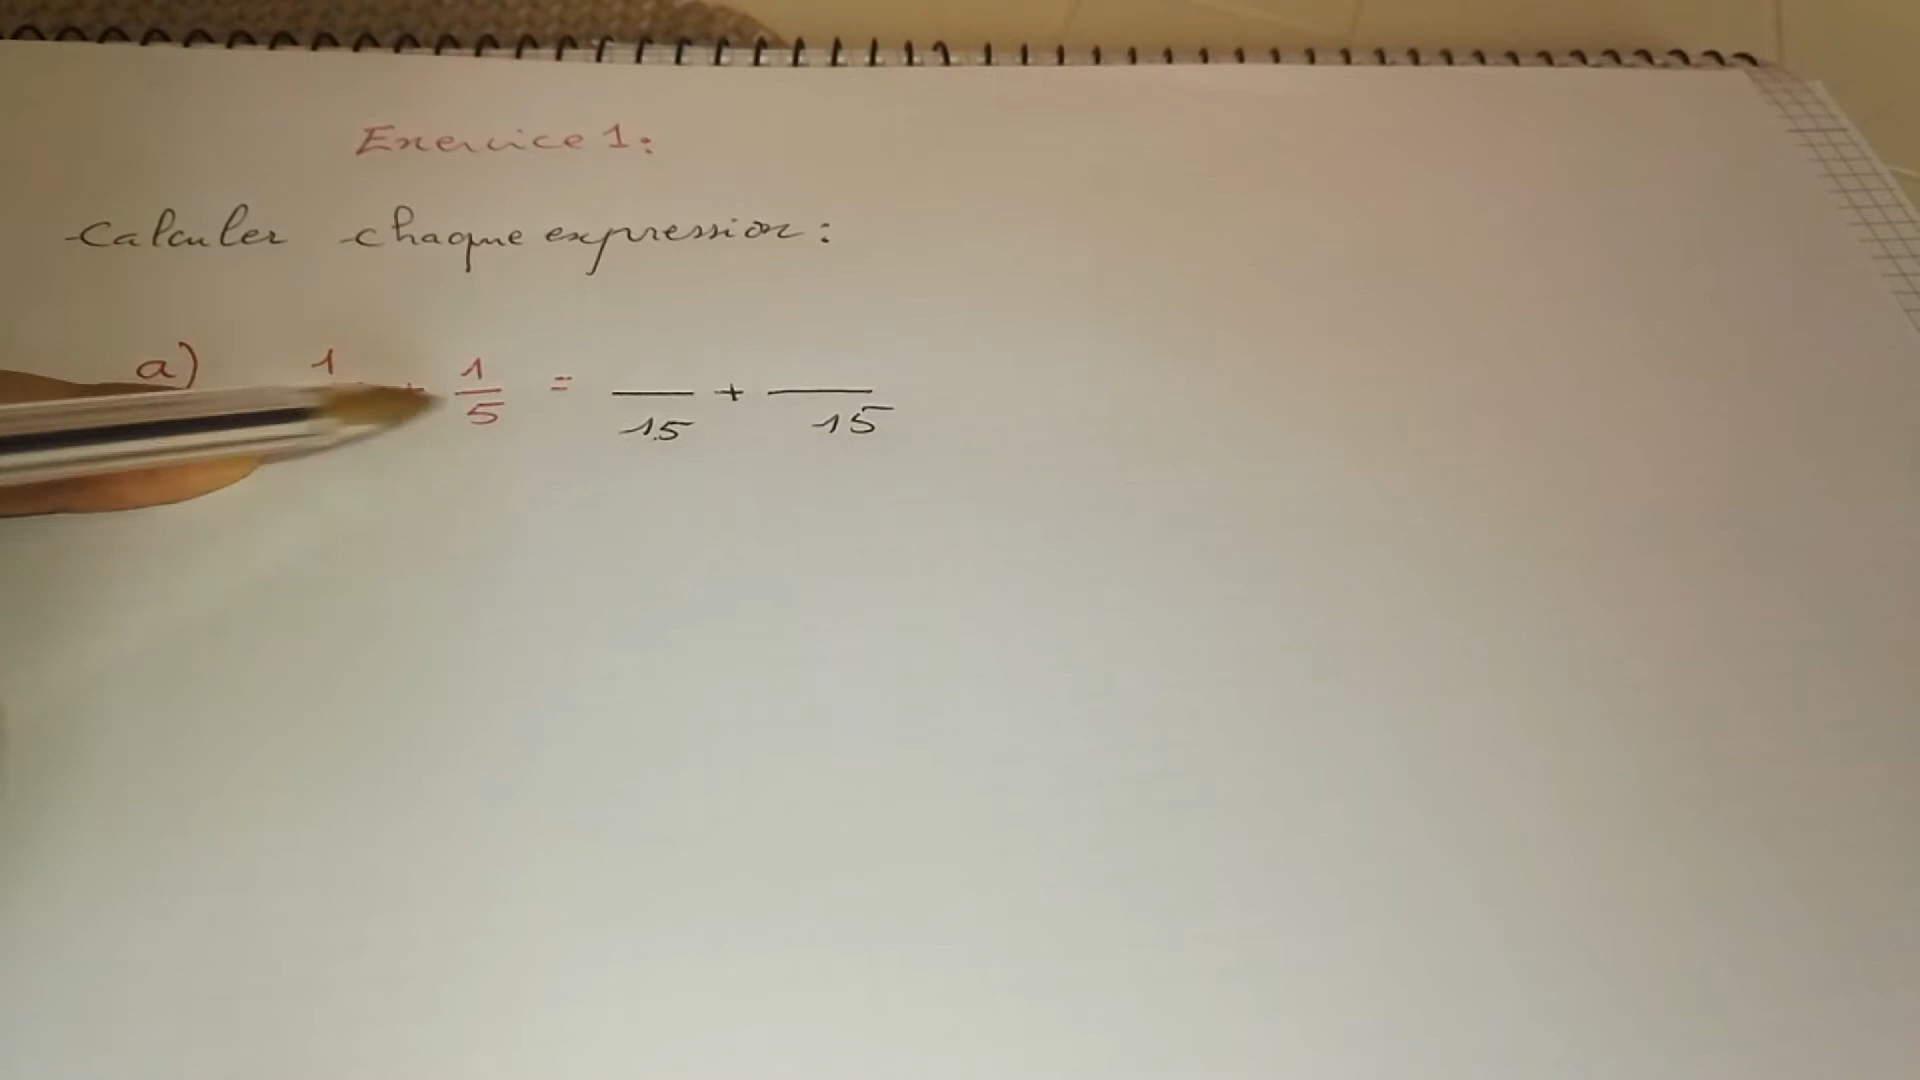 Exercice 1:
Calculer chaque expression:
a) 1 + 1/5 = /15 + /15